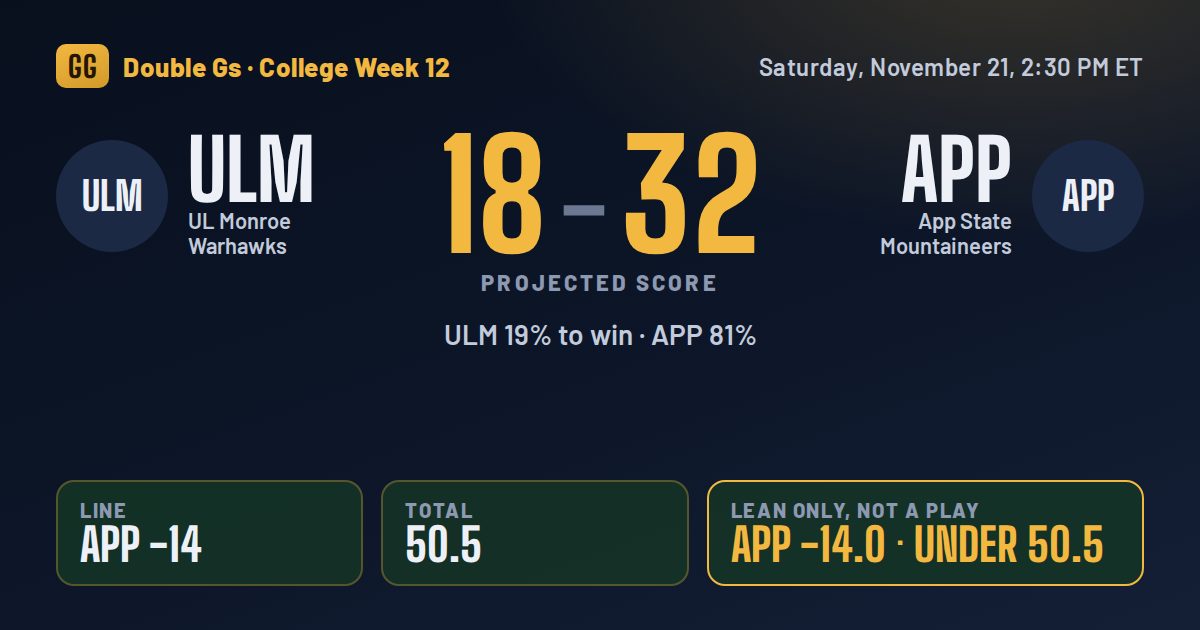 GG Double Gs · College Week 12
Saturday, November 21, 2:30 PM ET
ULM
ULM
UL Monroe
Warhawks
18 – 32
PROJECTED SCORE
ULM 19% to win · APP 81%
APP
App State
Mountaineers
APP
LINE
APP −14
TOTAL
50.5
LEAN ONLY, NOT A PLAY
APP −14.0 · UNDER 50.5